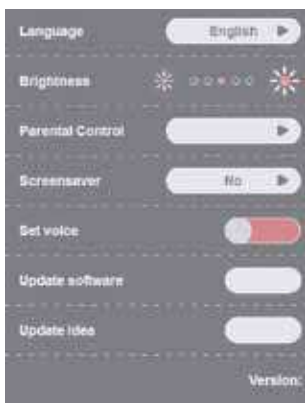 Language English
Brightness
Parental Control
Screensaver No
Set voice
Update software
Update idea
Version: